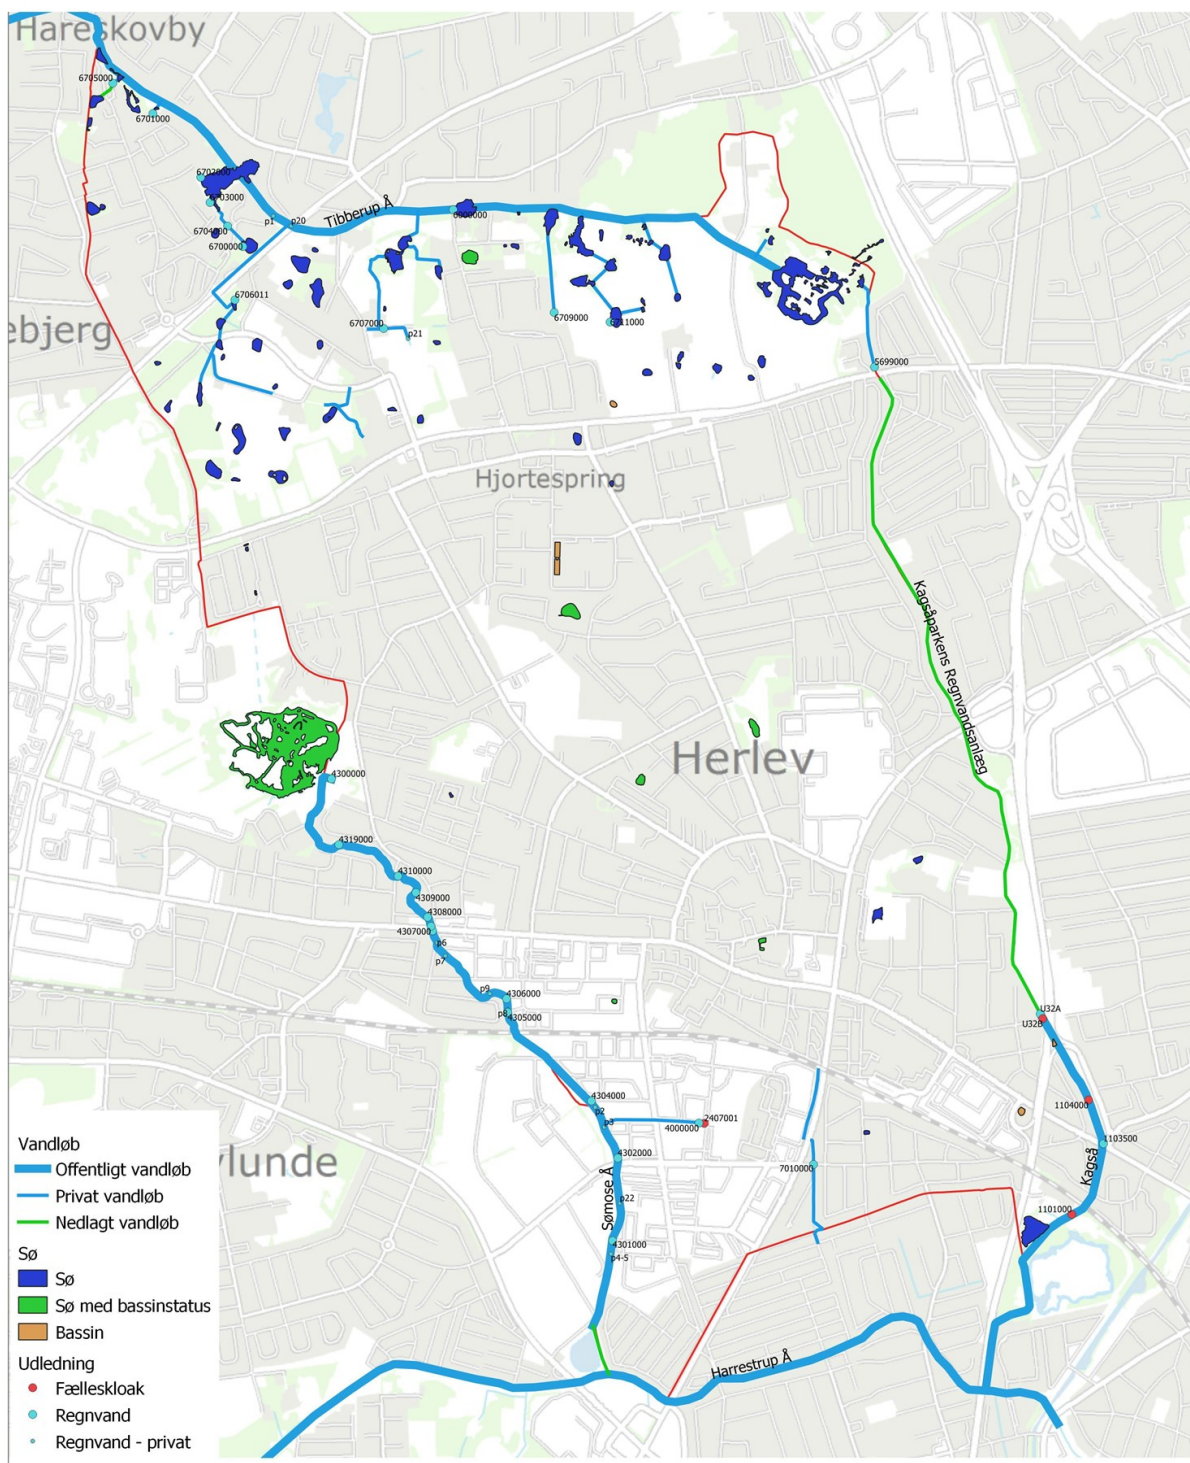 Hareskovby
6705000
6701000
6702000
6703000
6704000
6700000
p1
p20
Tibberup Å
6800000
6706011
6707000
p21
6709000
6711000
5699000
ebjerg
Hjortespring
Kagsåparkens Regnvandsanlæg
Herlev
4300000
4319000
4310000
4309000
4308000
4307000
p6
p7
p9
4306000
p8
4305000
U32A
U32B
4304000
p2
p3
2407001
4000000
4302000
7010000
1104000
1103500
Kagså
1101000
p22
Sømose Å
4301000
p4-5
Harrestrup Å
ylunde
Vandløb
Offentligt vandløb
Privat vandløb
Nedlagt vandløb
Sø
Sø
Sø med bassinstatus
Bassin
Udledning
Fælleskloak
Regnvand
Regnvand - privat